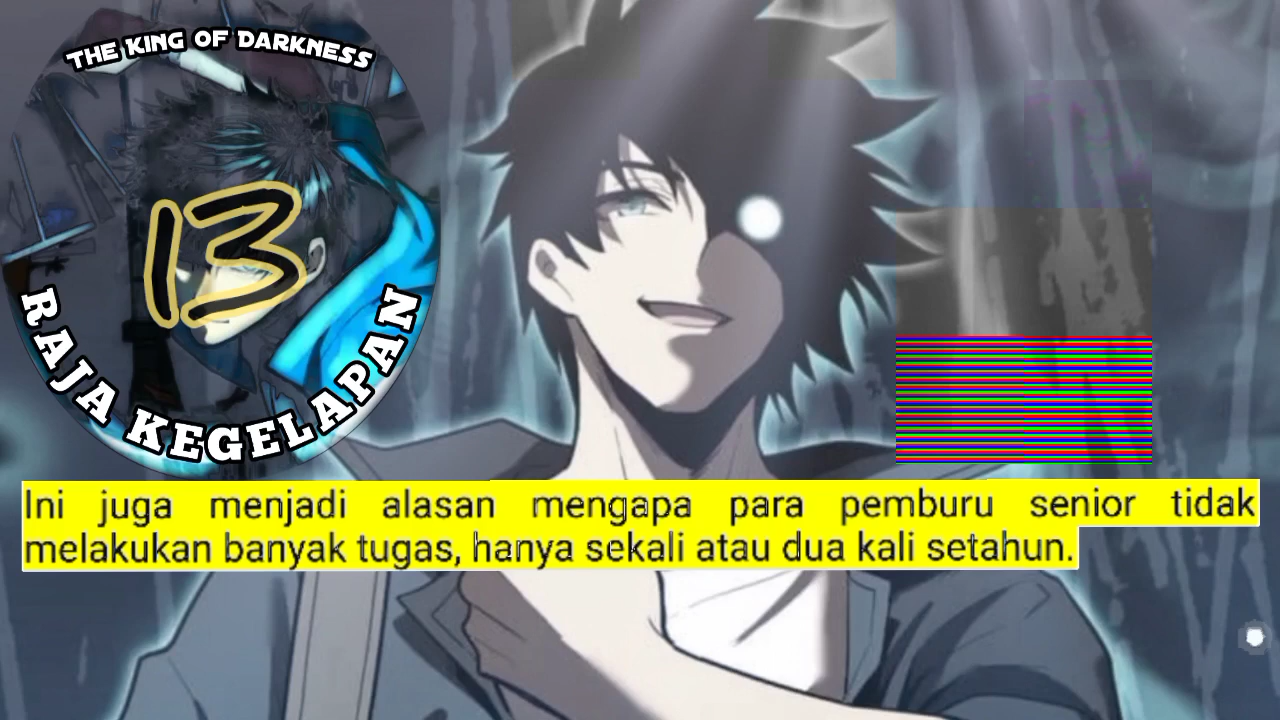 THE KING OF DARKNESS
13
RAJA KEGELAPAN
Ini juga menjadi alasan mengapa para pemburu senior tidak
melakukan banyak tugas, hanya sekali atau dua kali setahun.